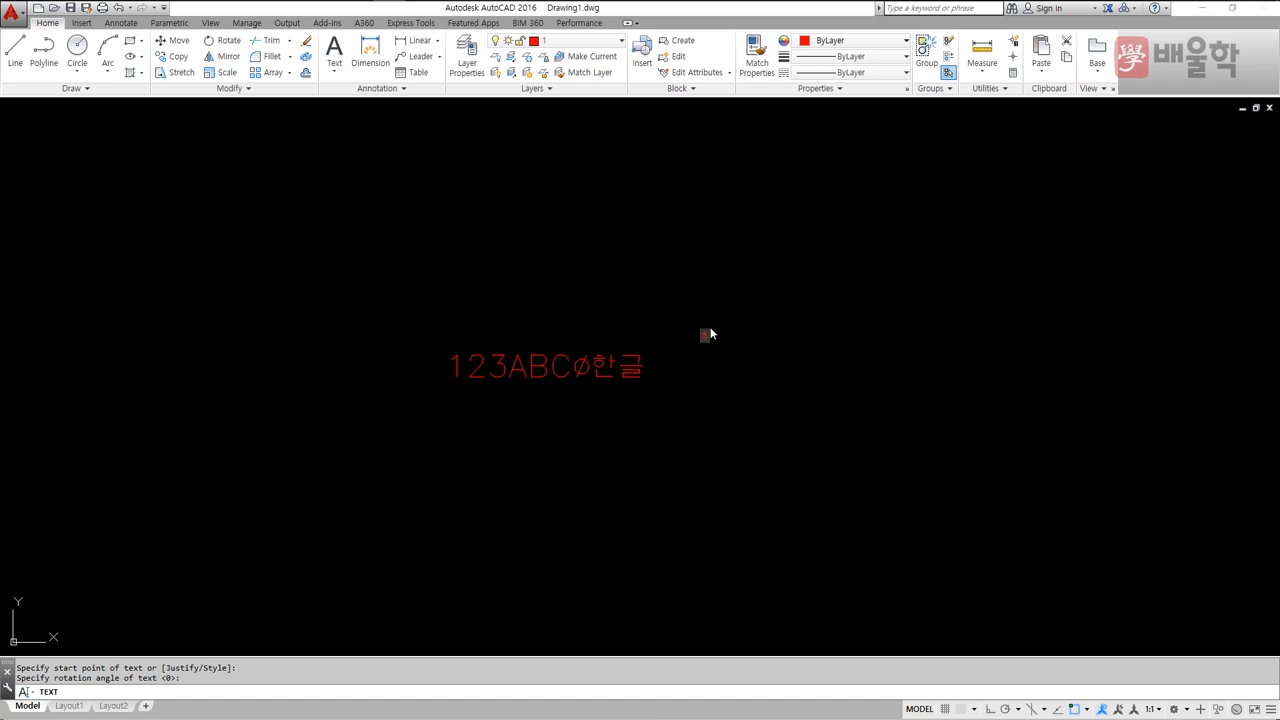 Autodesk AutoCAD 2016 Drawing1.dwg
Type a keyword or phrase
Sign In
Home Insert Annotate Parametric View Manage Output Add-ins A360 Express Tools Featured Apps BIM 360 Performance
Line Polyline Circle Arc
Move Rotate Trim
Copy Mirror Fillet
Stretch Scale Array
Text Dimension
Linear
Leader
Table
Layer Properties
1
Make Current
Match Layer
Insert
Create
Edit
Edit Attributes
Match Properties
ByLayer
ByLayer
ByLayer
Group
Measure
Paste
Base
學 배울학
Draw Modify Annotation Layers Block Properties Groups Utilities Clipboard View
123ABCØ한글
Y
X
Specify start point of text or [Justify/Style]:
Specify rotation angle of text <0>:
A TEXT
Model Layout1 Layout2 +
MODEL 1:1